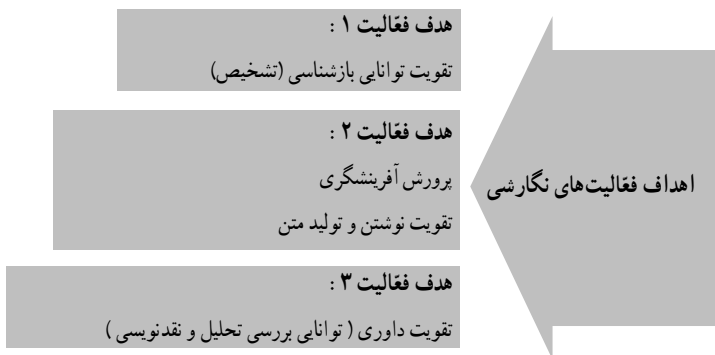 اهداف فعّالیت‌های نگارشی
هدف فعّالیت ۱ :
تقویت توانایی بازشناسی (تشخیص)
هدف فعّالیت ۲ :
پرورش آفرینشگری
تقویت نوشتن و تولید متن
هدف فعّالیت ۳ :
تقویت داوری ( توانایی بررسی تحلیل و نقدنویسی )